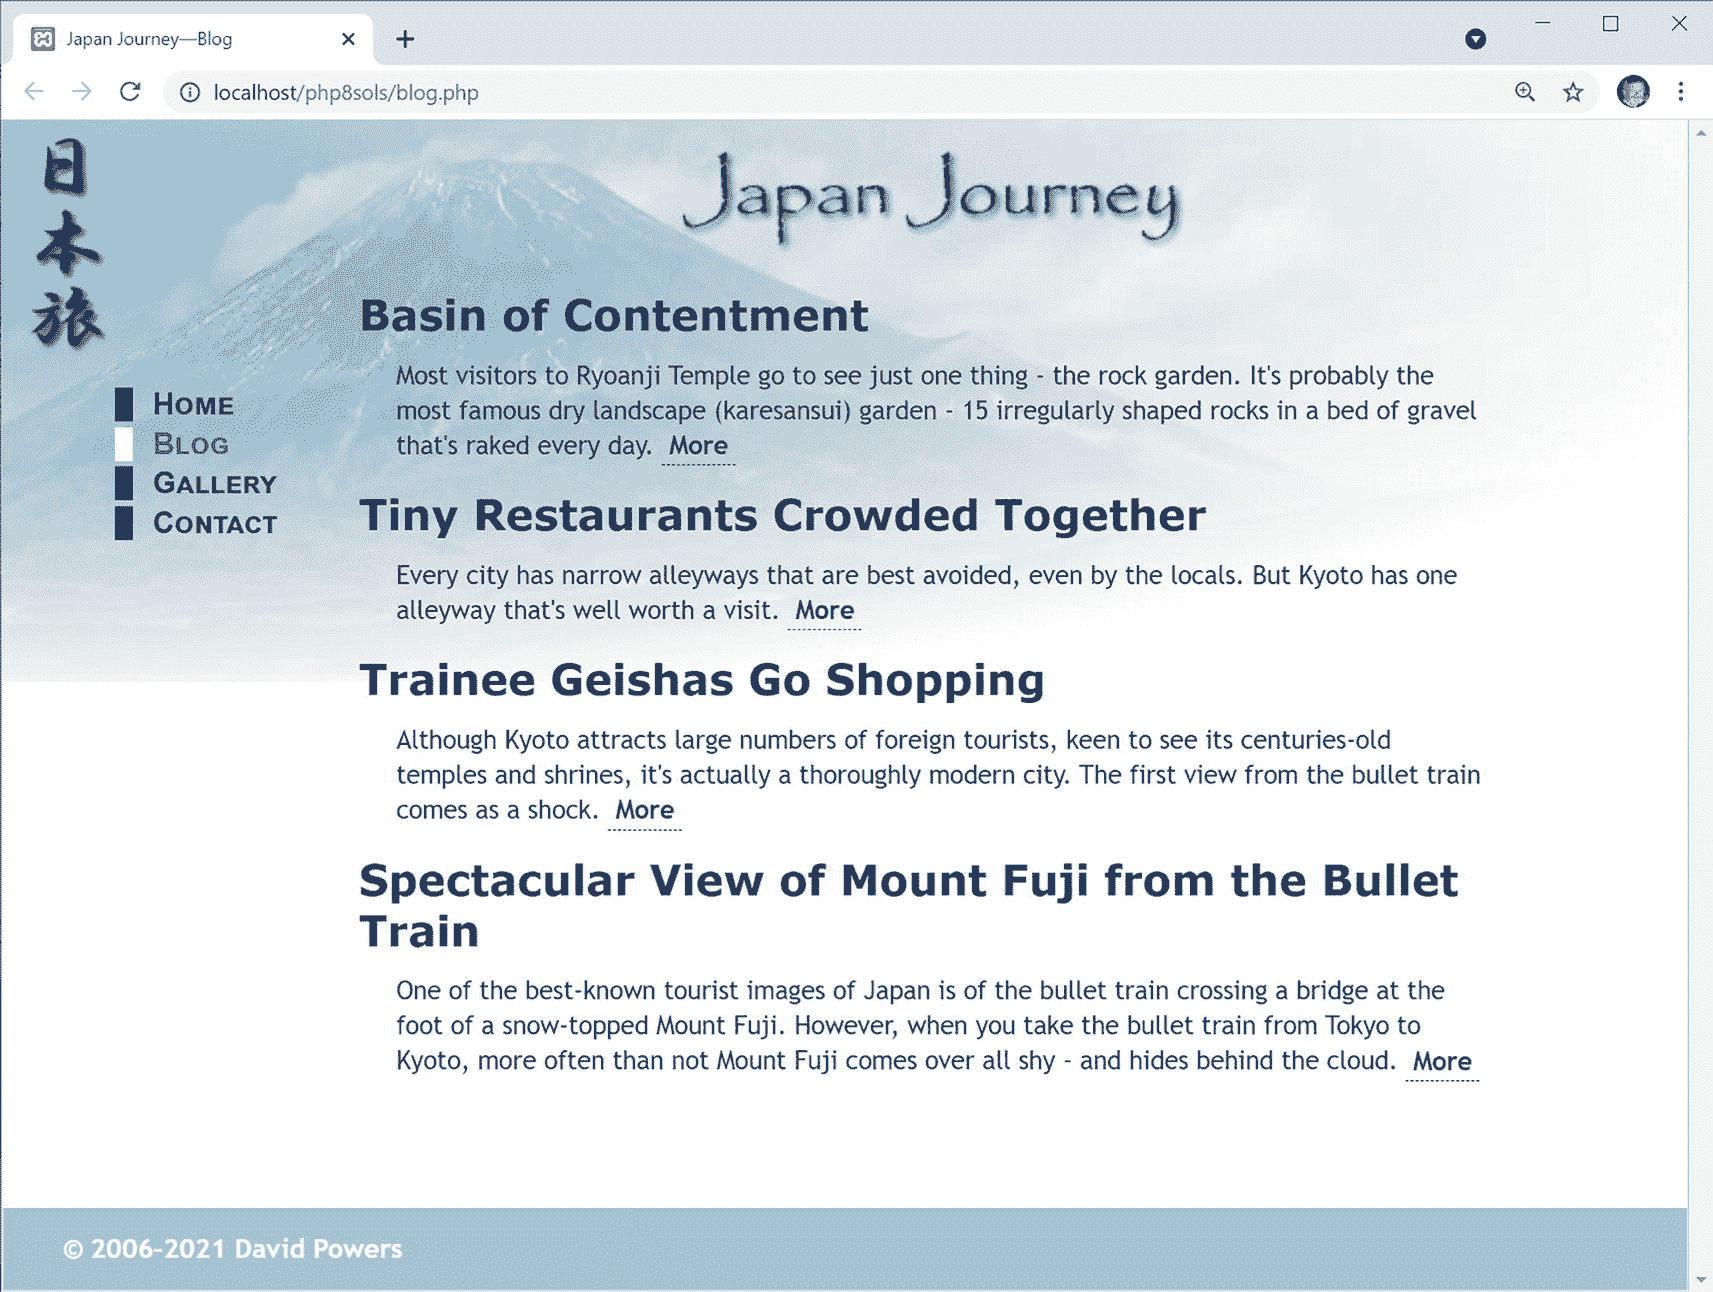 Japan Journey—Blog
localhost/php8sols/blog.php
日
本
旅
Japan Journey
HOME
BLOG
GALLERY
CONTACT
Basin of Contentment
Most visitors to Ryoanji Temple go to see just one thing - the rock garden. It's probably the
most famous dry landscape (karesansui) garden - 15 irregularly shaped rocks in a bed of gravel
that's raked every day. More
Tiny Restaurants Crowded Together
Every city has narrow alleyways that are best avoided, even by the locals. But Kyoto has one
alleyway that's well worth a visit. More
Trainee Geishas Go Shopping
Although Kyoto attracts large numbers of foreign tourists, keen to see its centuries-old
temples and shrines, it's actually a thoroughly modern city. The first view from the bullet train
comes as a shock. More
Spectacular View of Mount Fuji from the Bullet
Train
One of the best-known tourist images of Japan is of the bullet train crossing a bridge at the
foot of a snow-topped Mount Fuji. However, when you take the bullet train from Tokyo to
Kyoto, more often than not Mount Fuji comes over all shy - and hides behind the cloud. More
© 2006–2021 David Powers